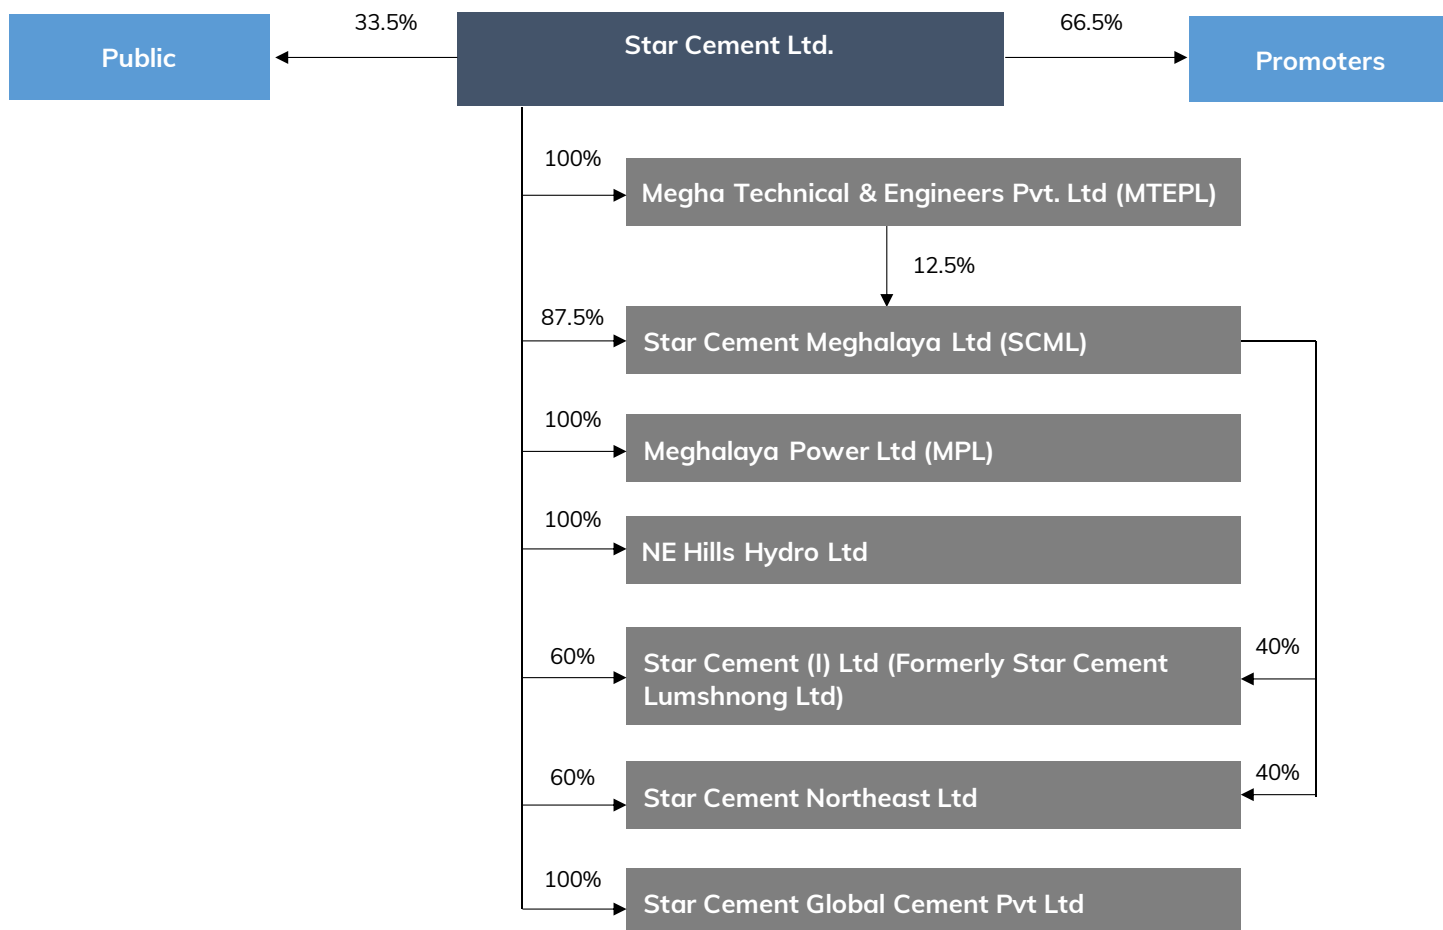 33.5%
Star Cement Ltd.
66.5%
Public
Promoters
100%
Megha Technical & Engineers Pvt. Ltd (MTEPL)
12.5%
87.5%
Star Cement Meghalaya Ltd (SCML)
100%
Meghalaya Power Ltd (MPL)
100%
NE Hills Hydro Ltd
60%
Star Cement (I) Ltd (Formerly Star Cement
Lumshnong Ltd)
40%
60%
Star Cement Northeast Ltd
40%
100%
Star Cement Global Cement Pvt Ltd